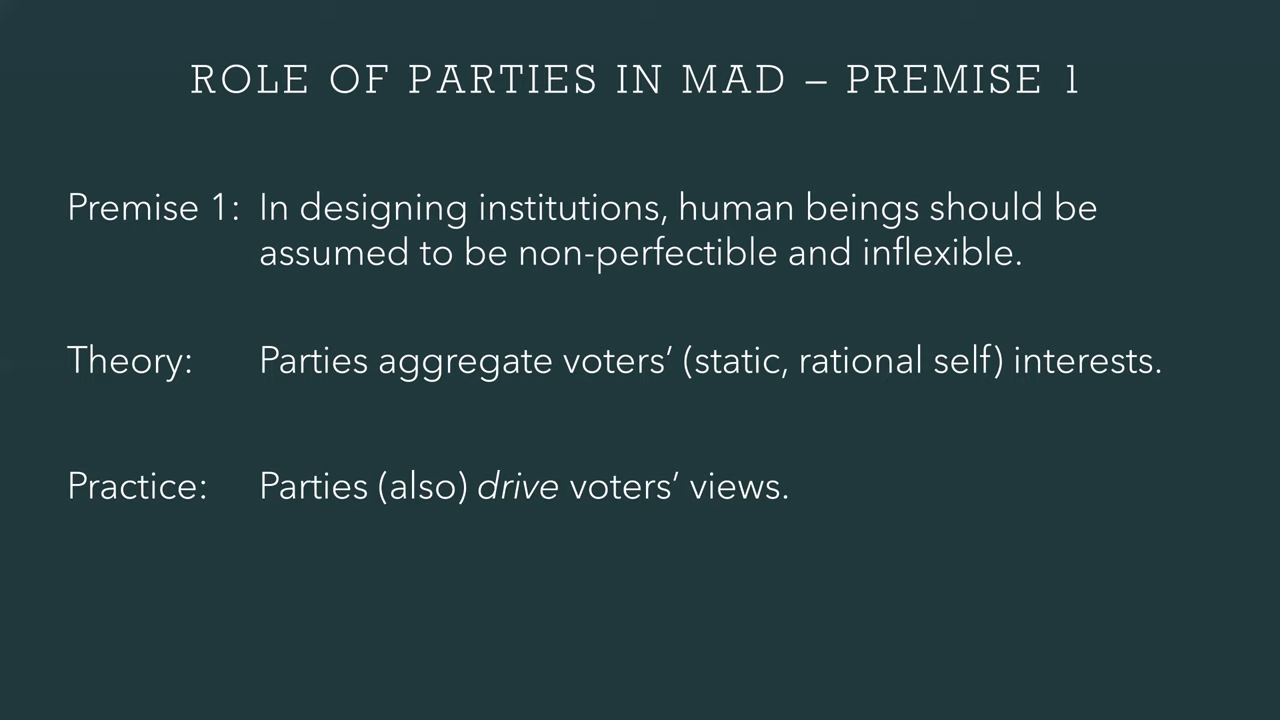 ROLE OF PARTIES IN MAD – PREMISE 1
Premise 1: In designing institutions, human beings should be
assumed to be non-perfectible and inflexible.
Theory: Parties aggregate voters’ (static, rational self) interests.
Practice: Parties (also) drive voters’ views.